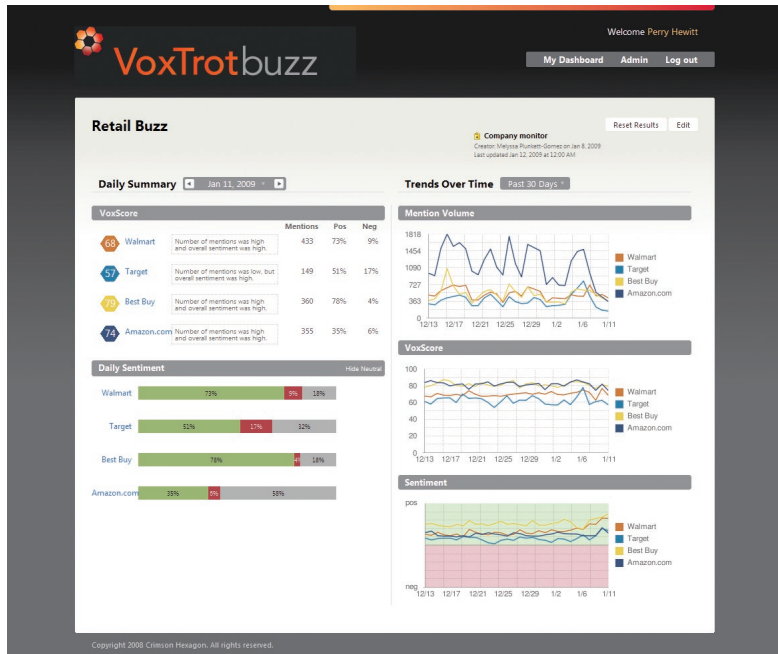 Welcome Perry Hewitt
VoxTrotbuzz
My Dashboard Admin Log out
Retail Buzz
Company monitor
Creator: Melyssa Plunkett-Gomez on Jan 8, 2009
Last updated Jan 12, 2009 at 12:00 AM
Reset Results Edit
Daily Summary Jan 11, 2009
VoxScore
Mentions Pos Neg
68 Walmart Number of mentions was high and overall sentiment was high. 433 73% 9%
57 Target Number of mentions was low, but overall sentiment was high. 149 51% 17%
79 Best Buy Number of mentions was high and overall sentiment was high. 360 78% 4%
74 Amazon.com Number of mentions was high and overall sentiment was high. 355 35% 6%
Daily Sentiment Hide Neutral
Walmart 73% 9% 18%
Target 51% 17% 32%
Best Buy 78% 4% 18%
Amazon.com 35% 58%
Trends Over Time Past 30 Days
Mention Volume
1818
1454
1090
727
363
0
12/13 12/17 12/21 12/25 12/29 1/2 1/6 1/11
Walmart
Target
Best Buy
Amazon.com
VoxScore
100
80
60
40
20
0
12/13 12/17 12/21 12/25 12/29 1/2 1/6 1/11
Walmart
Target
Best Buy
Amazon.com
Sentiment
pos
neg
12/13 12/17 12/21 12/25 12/29 1/2 1/6 1/11
Walmart
Target
Best Buy
Amazon.com
Copyright 2008 Crimson Hexagon. All rights reserved.